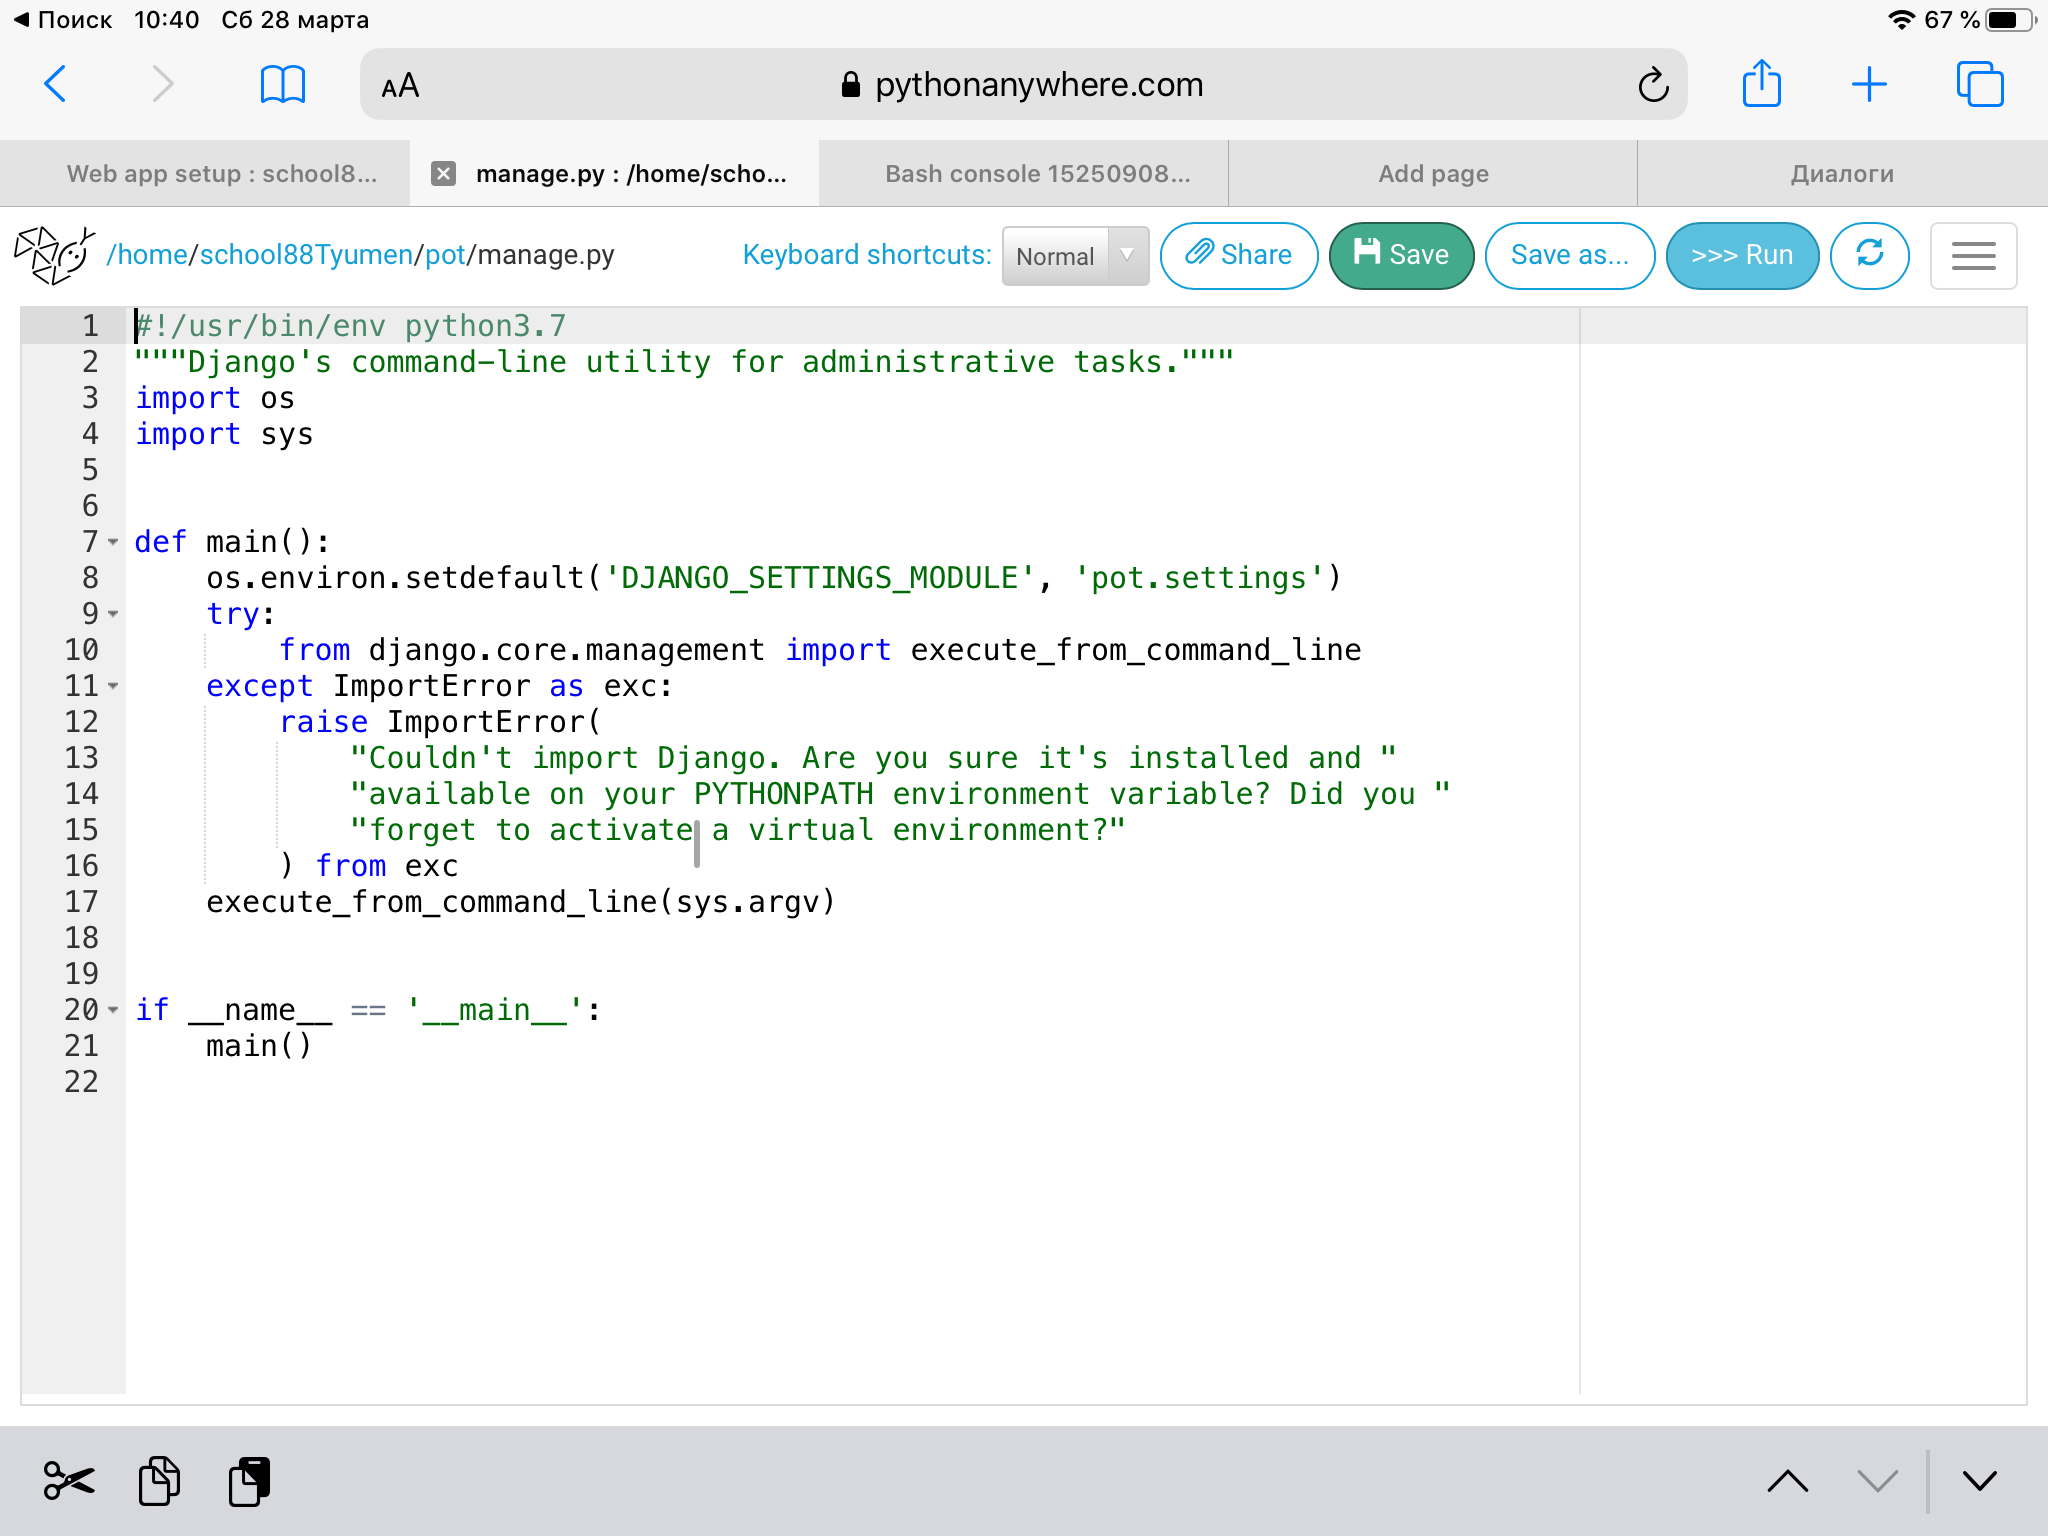 Поиск 10:40 Сб 28 марта 67 %
AA pythonanywhere.com
Web app setup : school8... manage.py : /home/scho... Bash console 15250908... Add page Диалоги
/home/school88Tyumen/pot/manage.py Keyboard shortcuts: Normal Share Save Save as... >>> Run
1 #!/usr/bin/env python3.7
2 """Django's command-line utility for administrative tasks."""
3 import os
4 import sys
5
6
7 def main():
8     os.environ.setdefault('DJANGO_SETTINGS_MODULE', 'pot.settings')
9     try:
10         from django.core.management import execute_from_command_line
11     except ImportError as exc:
12         raise ImportError(
13             "Couldn't import Django. Are you sure it's installed and "
14             "available on your PYTHONPATH environment variable? Did you "
15             "forget to activate a virtual environment?"
16         ) from exc
17     execute_from_command_line(sys.argv)
18
19
20 if __name__ == '__main__':
21     main()
22